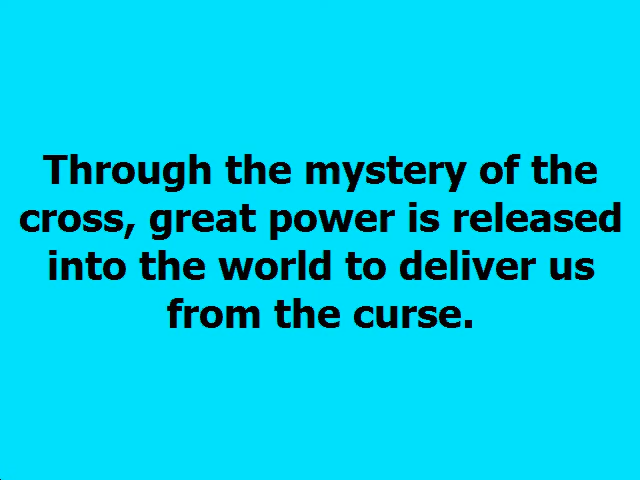 Through the mystery of the
cross, great power is released
into the world to deliver us
from the curse.